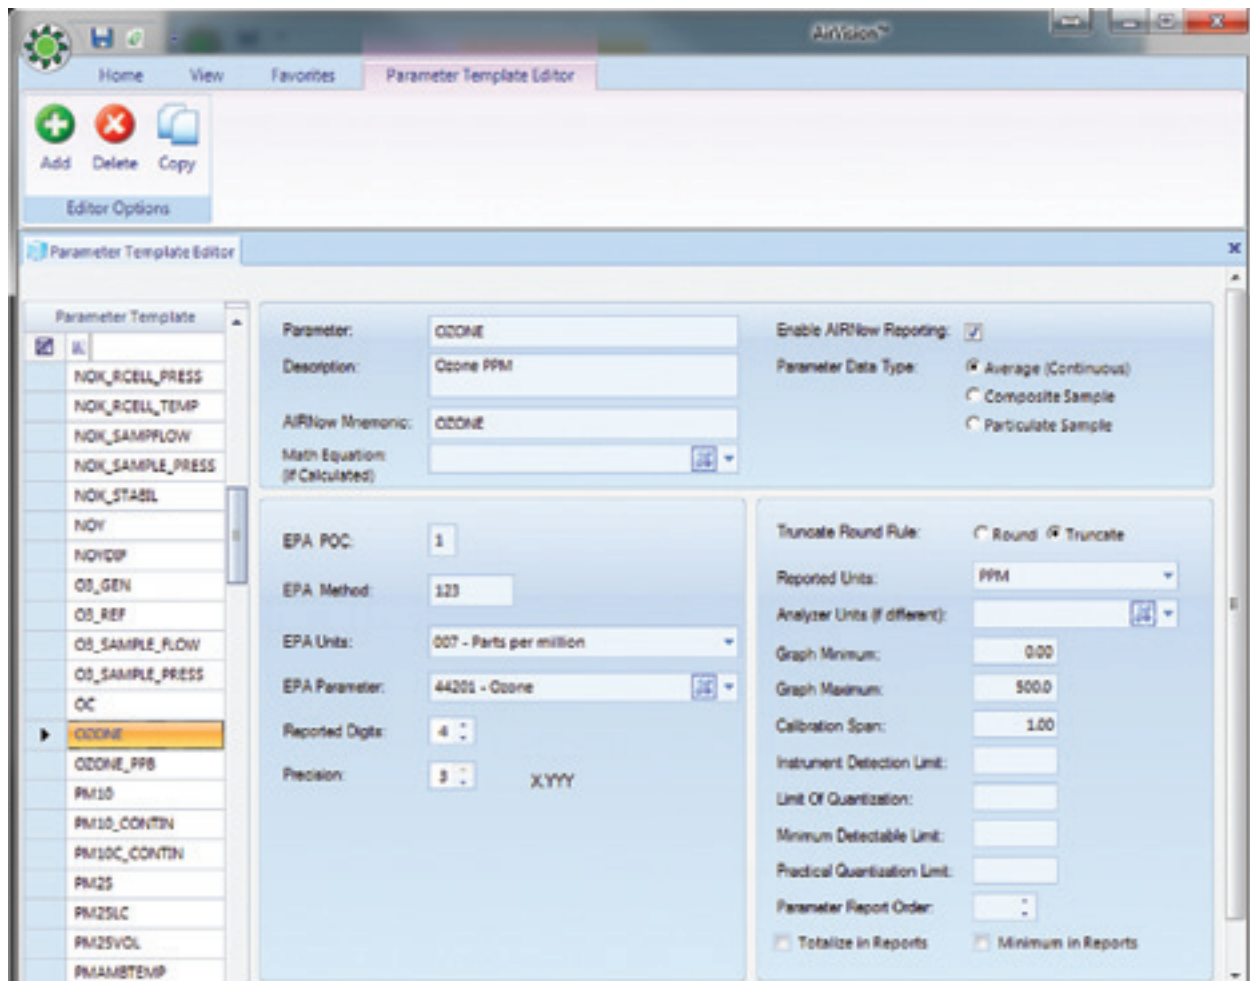 AirVision™
Home View Favorites Parameter Template Editor
Add Delete Copy
Editor Options
Parameter Template Editor
Parameter Template
NOX_RCELL_PRESS
NOX_RCELL_TEMP
NOX_SAMPFLOW
NOX_SAMPLE_PRESS
NOX_STABIL
NOY
NOYDIF
O3_GEN
O3_REF
O3_SAMPLE_FLOW
O3_SAMPLE_PRESS
OC
OZONE
OZONE_PPB
PM10
PM10_CONTIN
PM10C_CONTIN
PM25
PM25LC
PM25VOL
PMAMBTEMP
Parameter: OZONE
Description: Ozone PPM
AIRNow Mnemonic: OZONE
Math Equation:
(If Calculated)
Enable AIRNow Reporting:
Parameter Data Type: Average (Continuous)
Composite Sample
Particulate Sample
EPA POC: 1
EPA Method: 123
EPA Units: 007 - Parts per million
EPA Parameter: 44201 - Ozone
Reported Digits: 4
Precision: 3 X.YYY
Truncate Round Rule: Round Truncate
Reported Units: PPM
Analyzer Units (if different):
Graph Minimum: 0.00
Graph Maximum: 500.0
Calibration Span: 1.00
Instrument Detection Limit:
Limit Of Quantization:
Minimum Detectable Limit:
Practical Quantization Limit:
Parameter Report Order:
Totalize in Reports Minimum in Reports